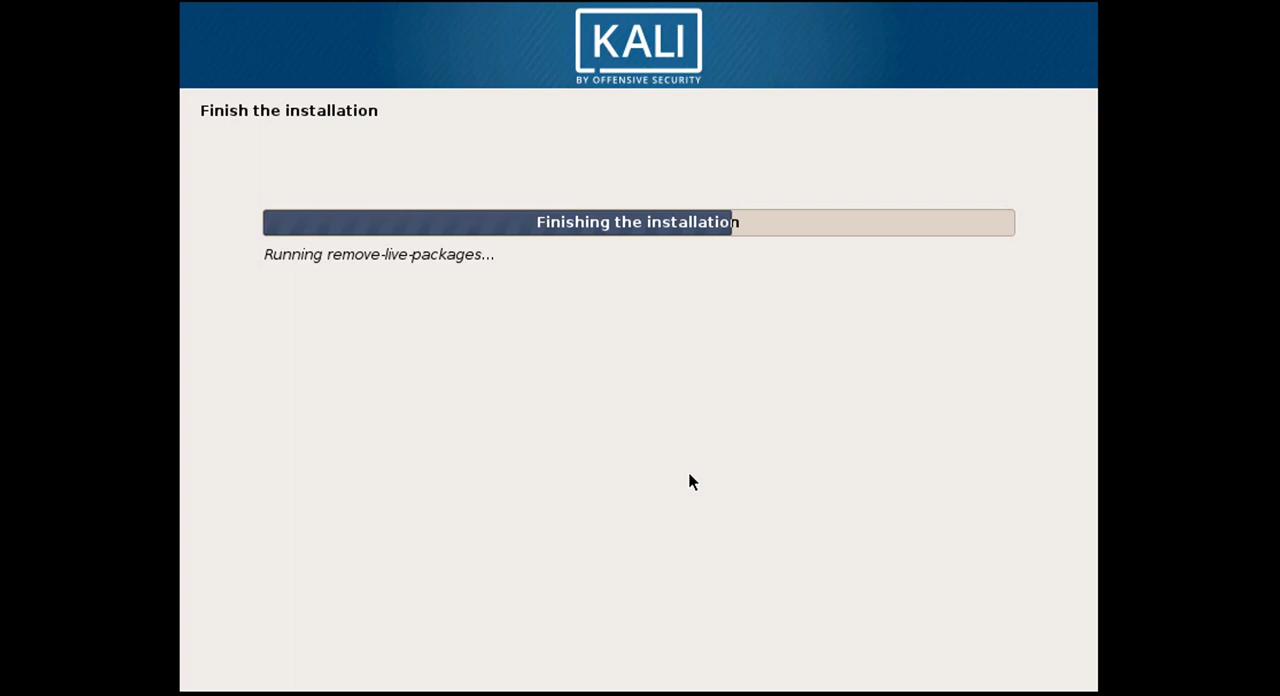 KALI
BY OFFENSIVE SECURITY
Finish the installation
Finishing the installation
Running remove-live-packages...